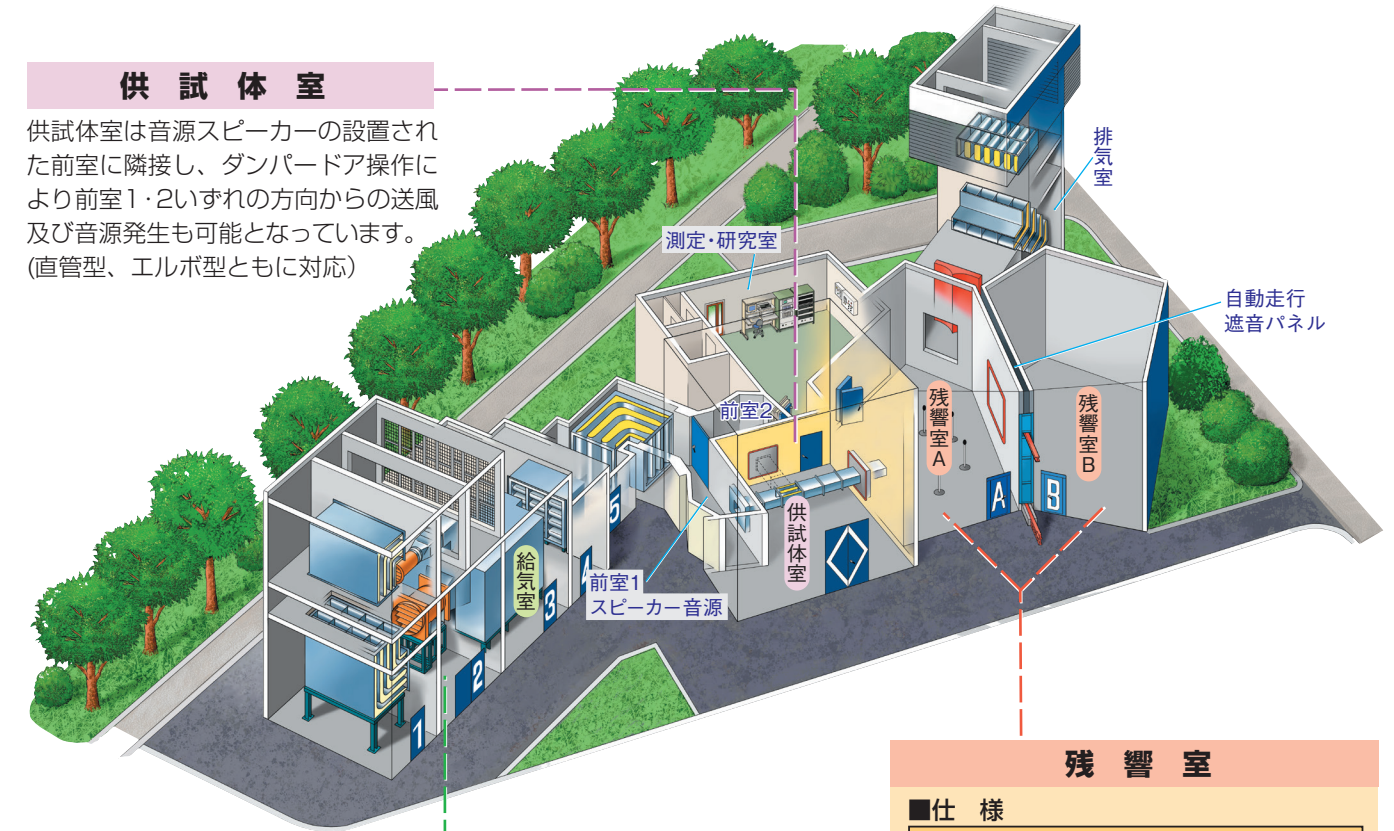 供試体室
供試体室は音源スピーカーの設置され
た前室に隣接し、ダンパードア操作に
より前室1・2いずれの方向からの送風
及び音源発生も可能となっています。
(直管型、エルボ型ともに対応)
排気室
測定・研究室
自動走行
遮音パネル
前室2
残響室A
残響室B
供試体室
給気室
前室1
スピーカー音源
A
B
5
4
3
2
1
残響室
■仕様